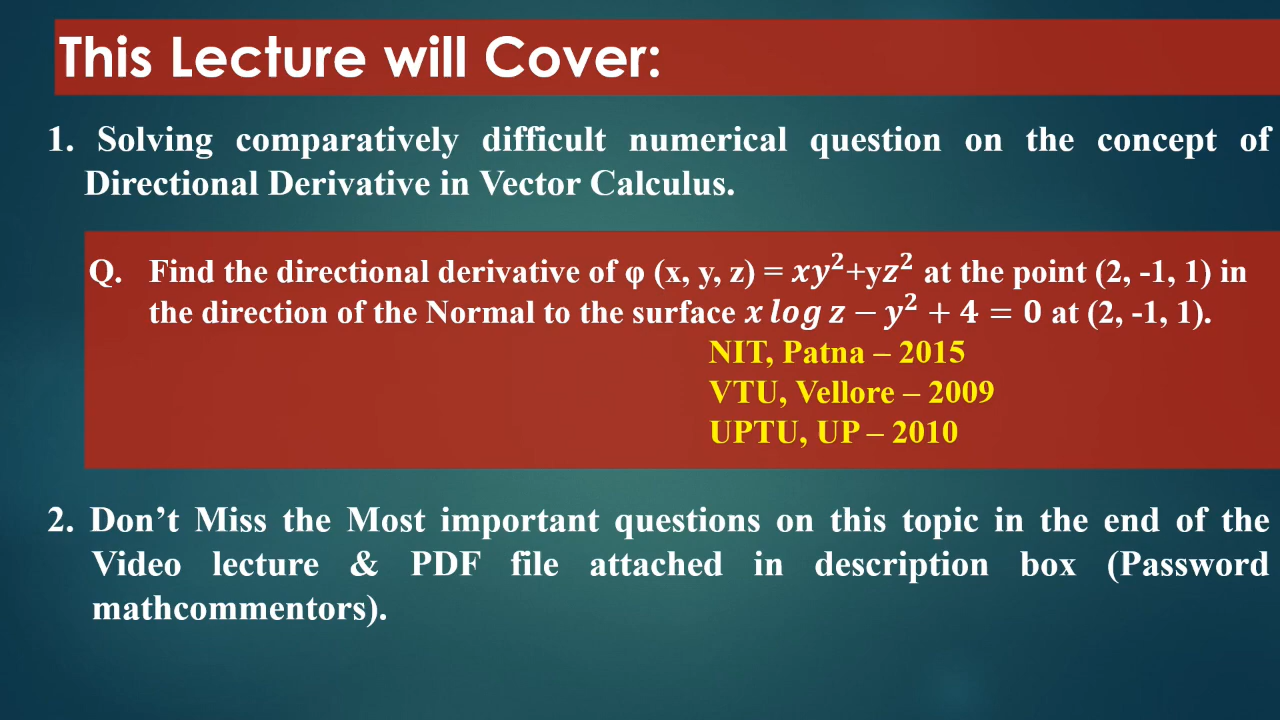 This Lecture will Cover:
1. Solving comparatively difficult numerical question on the concept of
Directional Derivative in Vector Calculus.
Q. Find the directional derivative of φ (x, y, z) = 𝒙𝒚²+y𝒛² at the point (2, -1, 1) in
the direction of the Normal to the surface 𝒙 𝒍𝒐𝒈 𝒛 − 𝒚² + 𝟒 = 𝟎 at (2, -1, 1).
NIT, Patna – 2015
VTU, Vellore – 2009
UPTU, UP – 2010
2. Don’t Miss the Most important questions on this topic in the end of the
Video lecture & PDF file attached in description box (Password
mathcommentors).